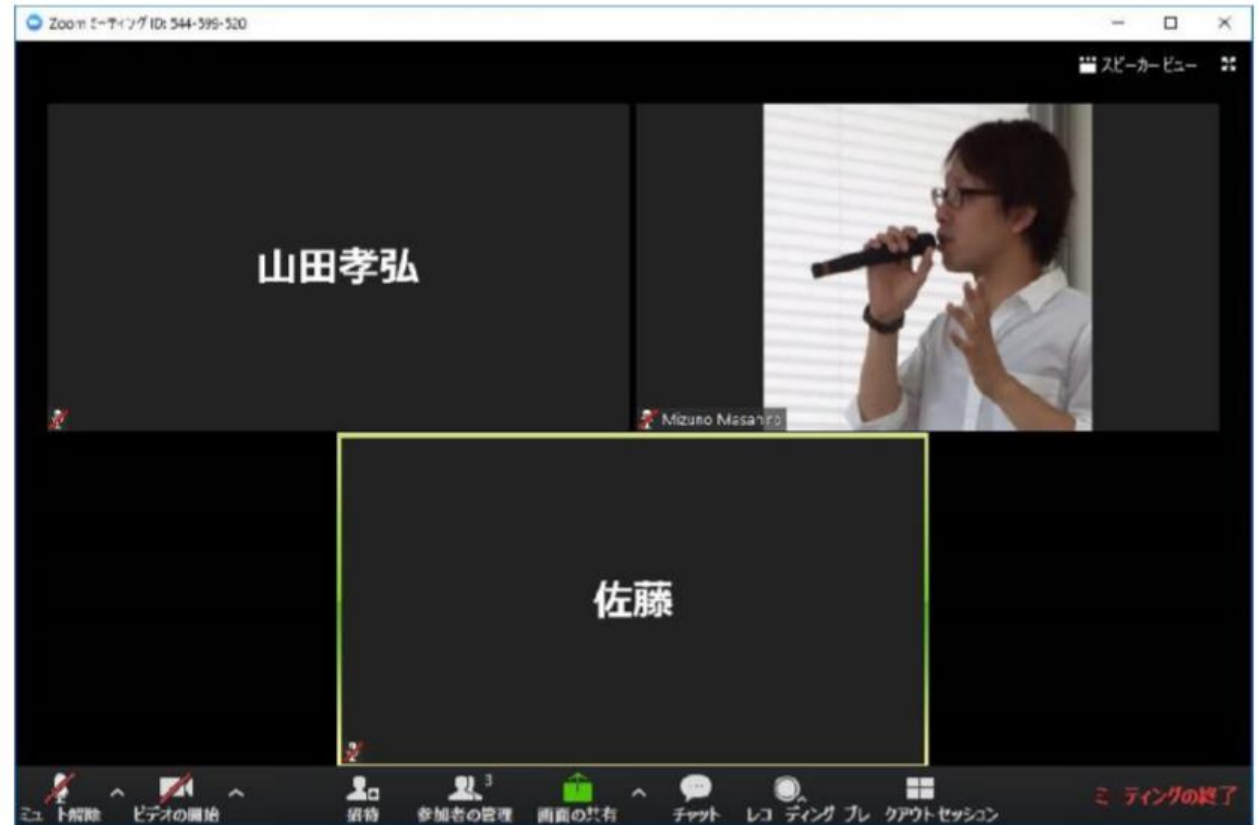 Zoom ミーティング ID: 544-399-520
スピーカー ビュー
山田孝弘
Mizuno Masahiro
佐藤
ミュート解除
ビデオの開始
招待
参加者の管理
3
画面の共有
チャット
レコーディング
ブレークアウトセッション
ミーティングの終了